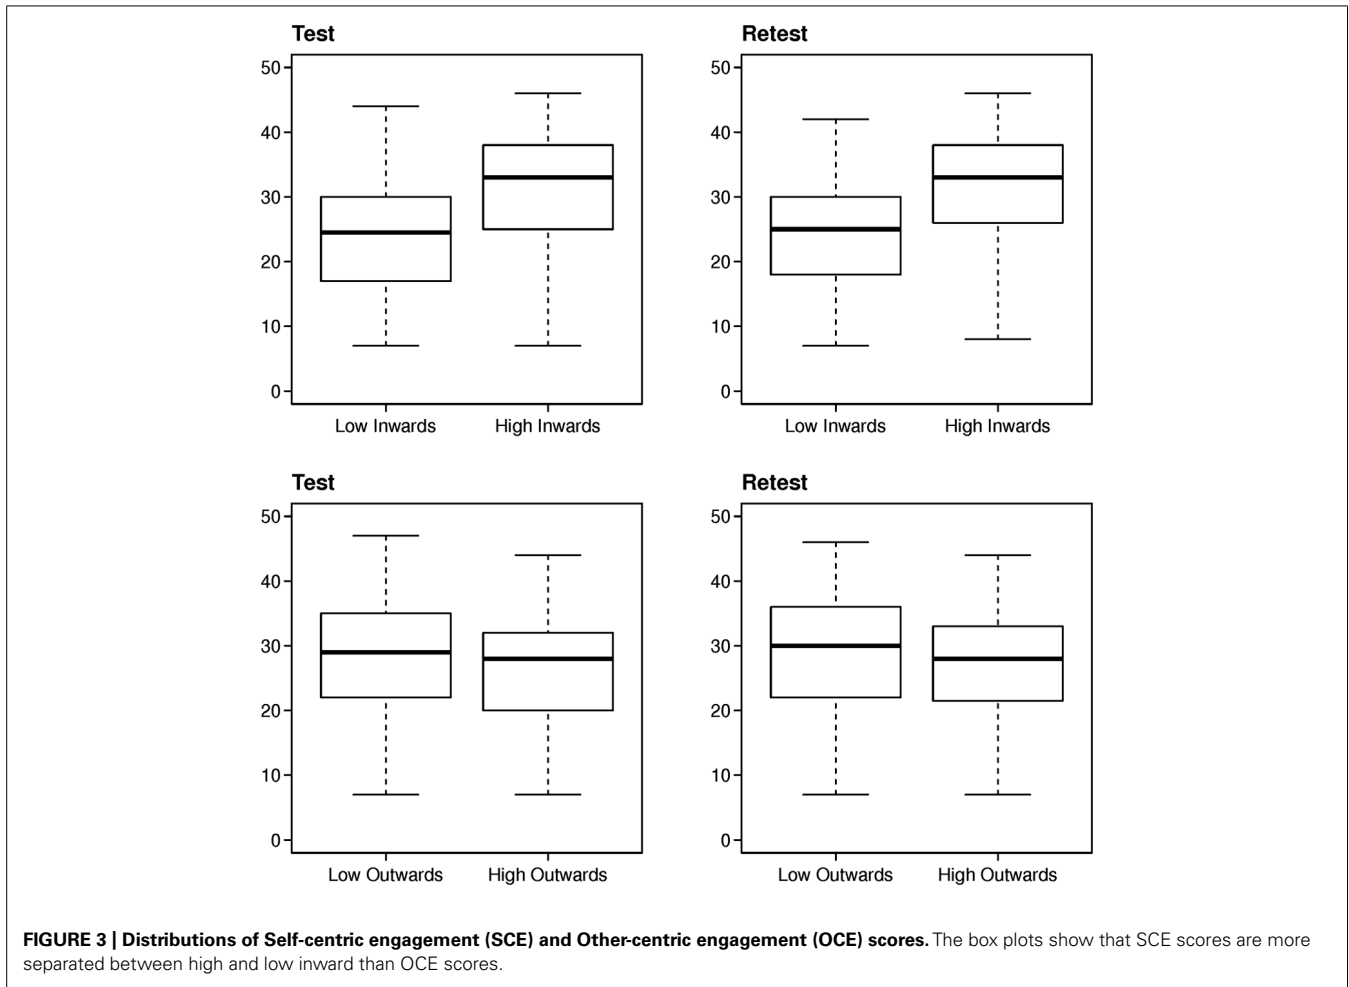 Test
50
40
30
20
10
0
Low Inwards High Inwards
Retest
50
40
30
20
10
0
Low Inwards High Inwards
Test
50
40
30
20
10
0
Low Outwards High Outwards
Retest
50
40
30
20
10
0
Low Outwards High Outwards
FIGURE 3 | Distributions of Self-centric engagement (SCE) and Other-centric engagement (OCE) scores. The box plots show that SCE scores are more
separated between high and low inward than OCE scores.